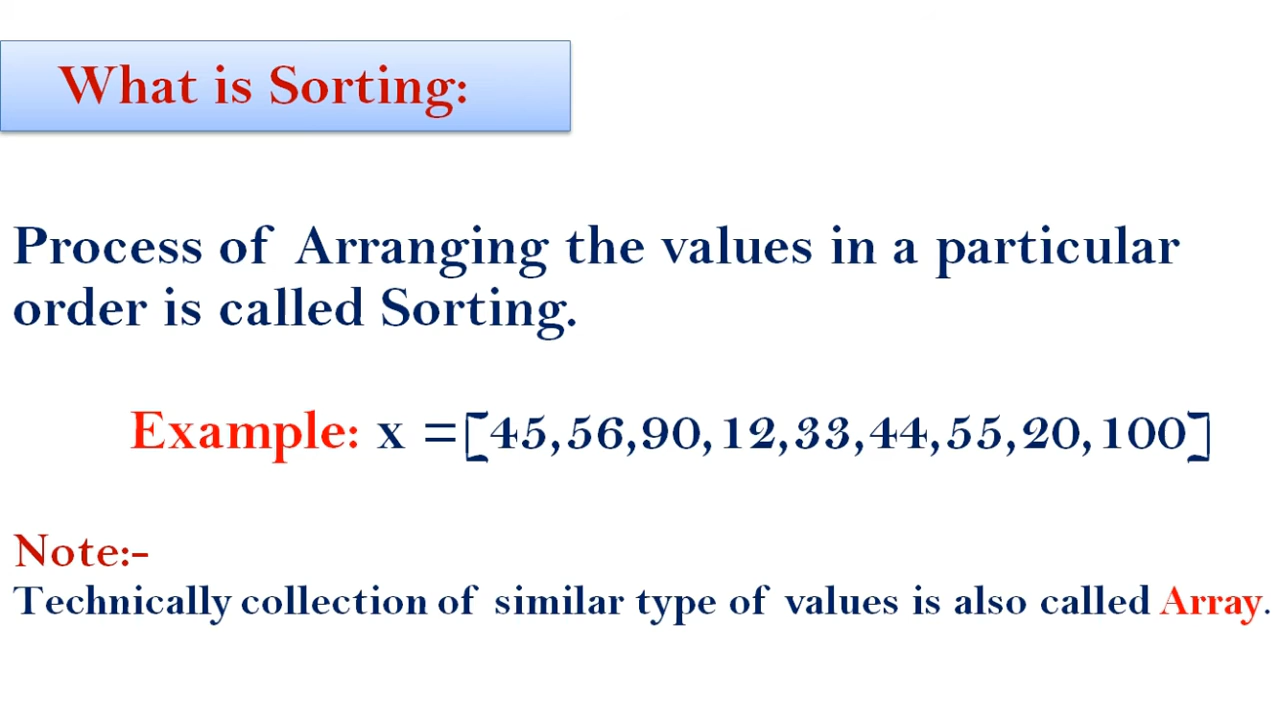 What is Sorting:
Process of Arranging the values in a particular
order is called Sorting.
Example: x =[45,56,90,12,33,44,55,20,100]
Note:-
Technically collection of similar type of values is also called Array.